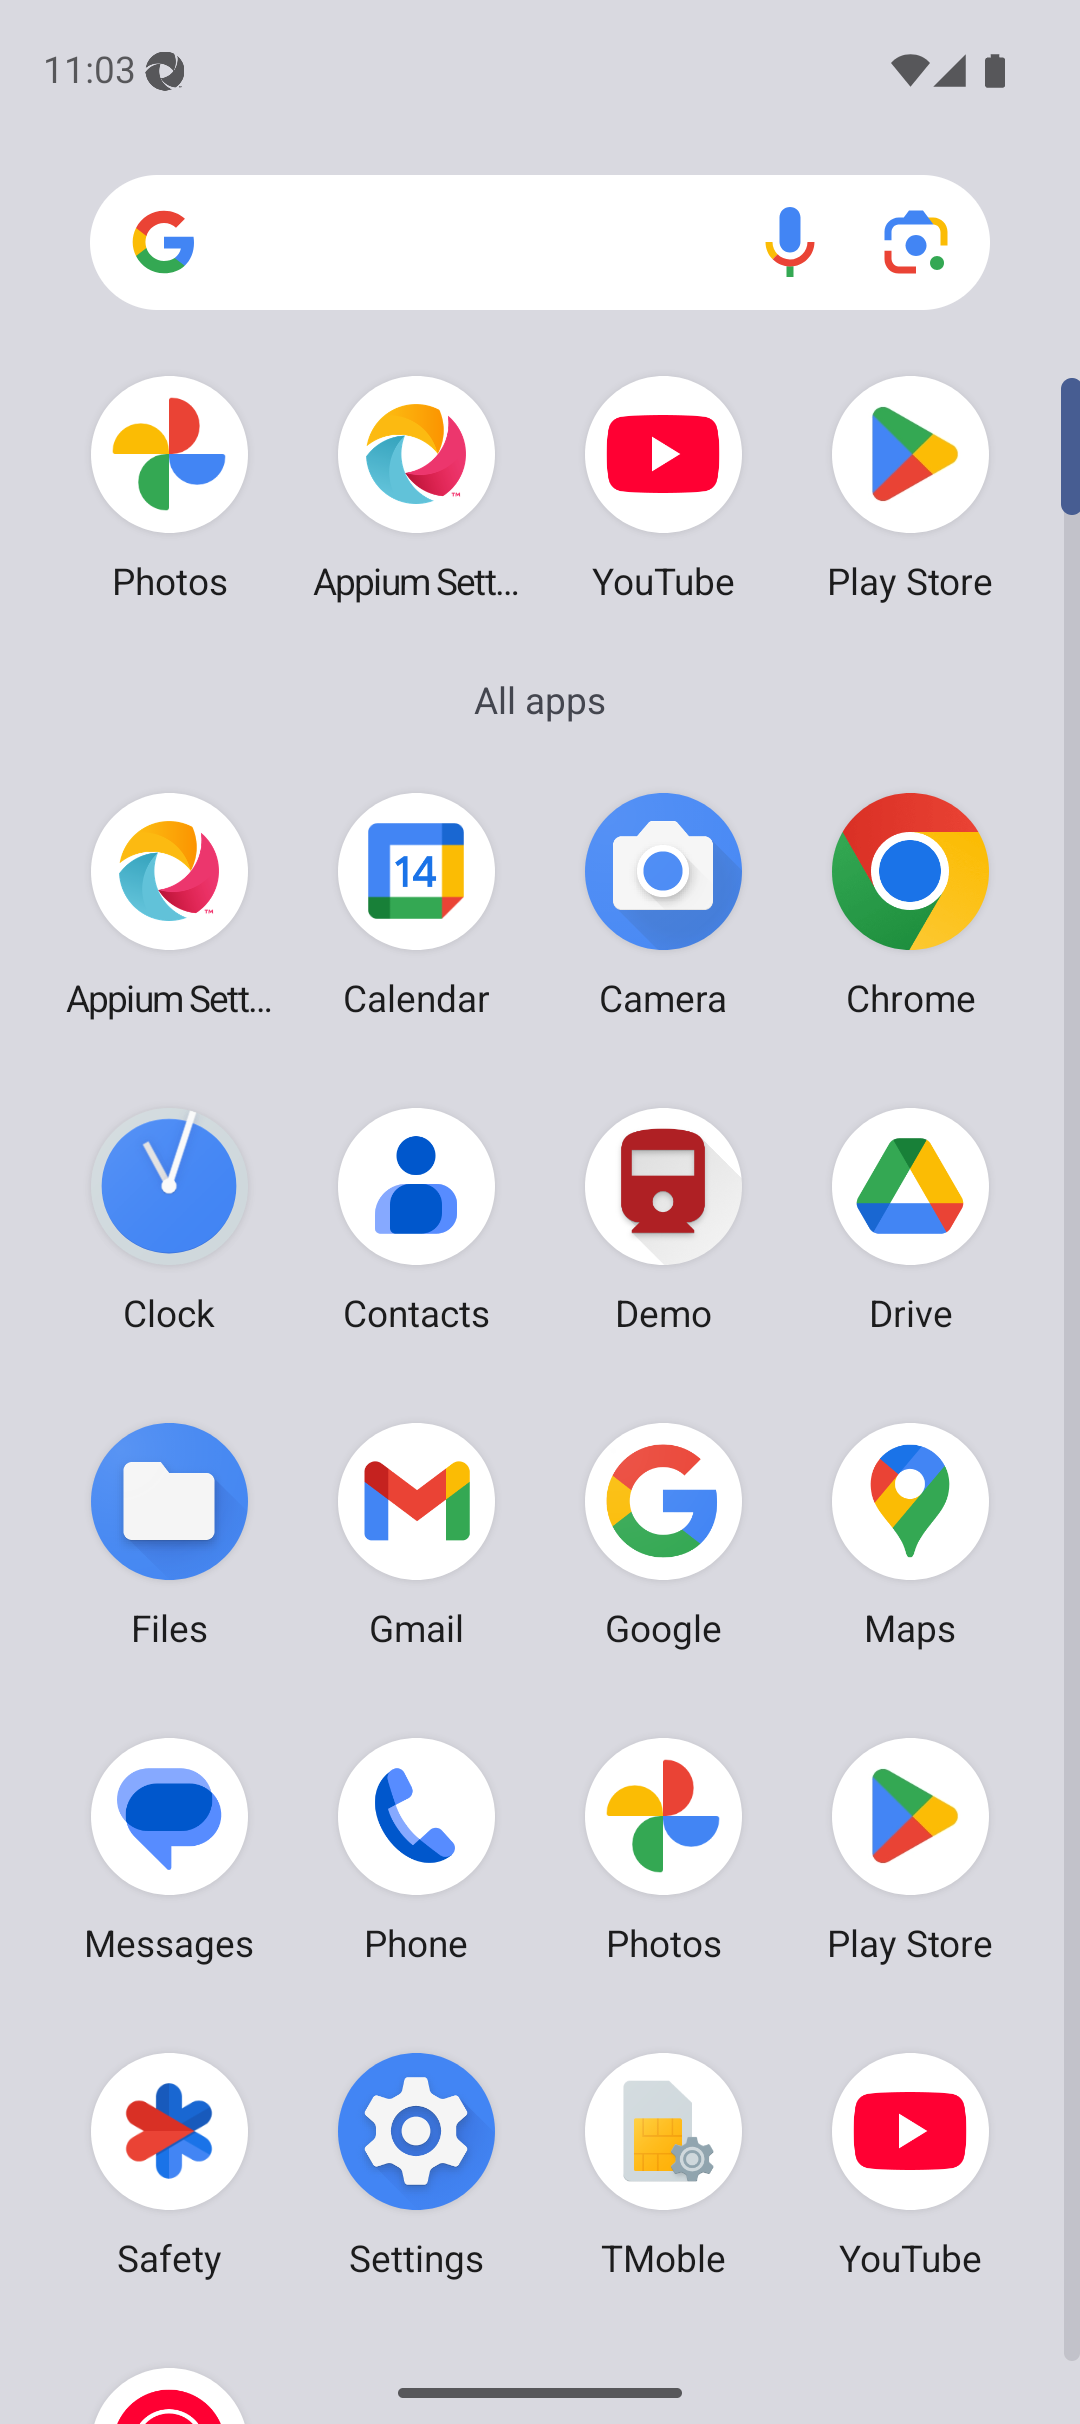 11:03
Photos
Appium Sett...
YouTube
Play Store
All apps
Appium Sett...
14
Calendar
Camera
Chrome
Clock
Contacts
Demo
Drive
Files
Gmail
Google
Maps
Messages
Phone
Photos
Play Store
Safety
Settings
TMoble
YouTube